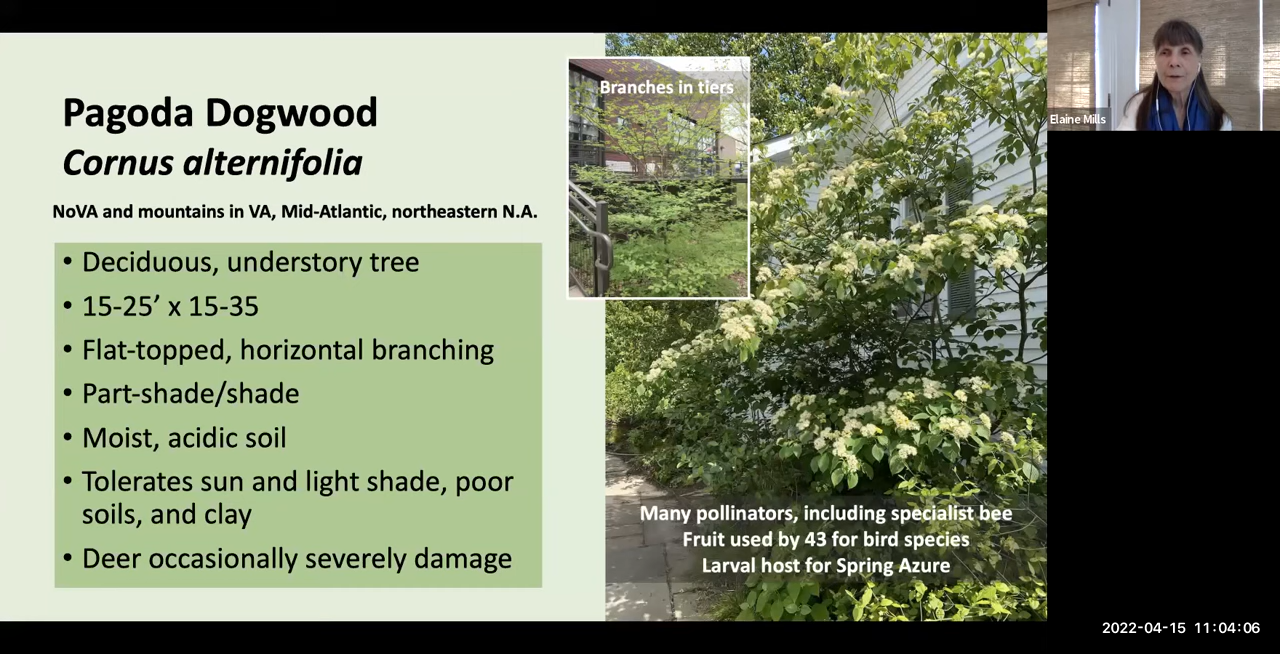 Pagoda Dogwood
Cornus alternifolia
NoVA and mountains in VA, Mid-Atlantic, northeastern N.A.
• Deciduous, understory tree
• 15-25’ x 15-35
• Flat-topped, horizontal branching
• Part-shade/shade
• Moist, acidic soil
• Tolerates sun and light shade, poor
soils, and clay
• Deer occasionally severely damage
Branches in tiers
Many pollinators, including specialist bee
Fruit used by 43 for bird species
Larval host for Spring Azure
Elaine Mills
2022-04-15 11:04:06